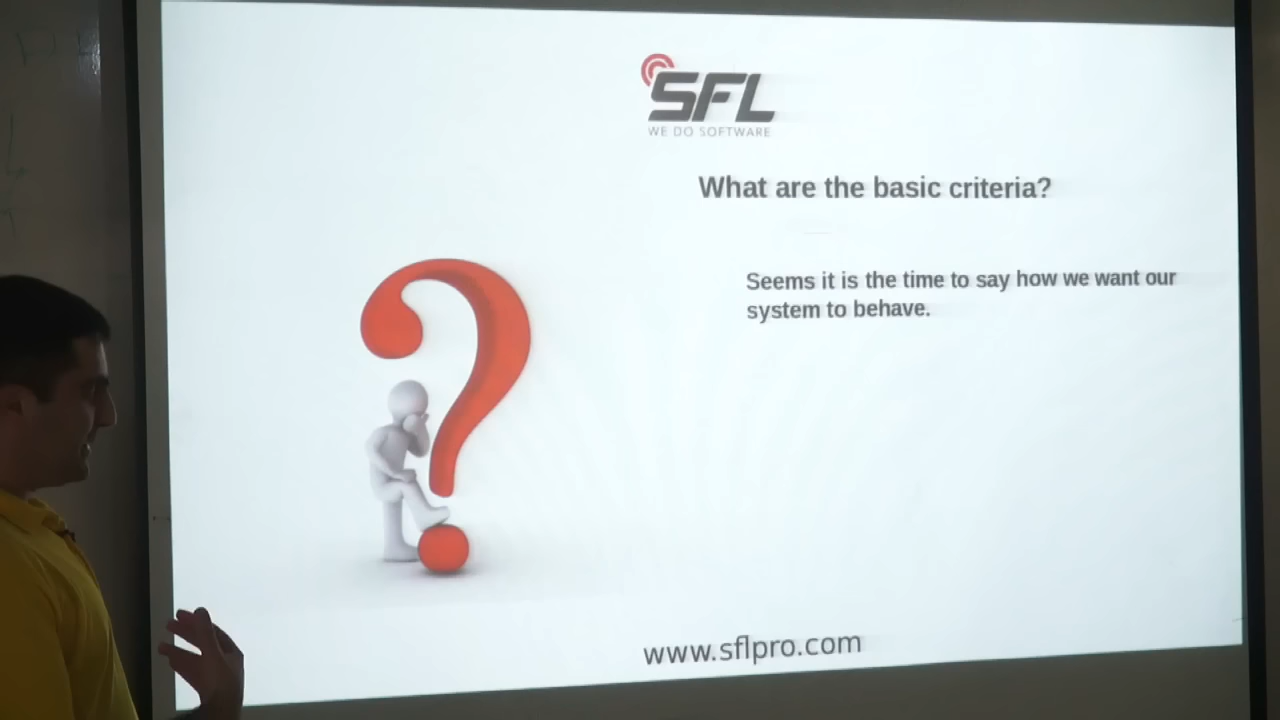 SFL
WE DO SOFTWARE
What are the basic criteria?
Seems it is the time to say how we want our
system to behave.
www.sflpro.com